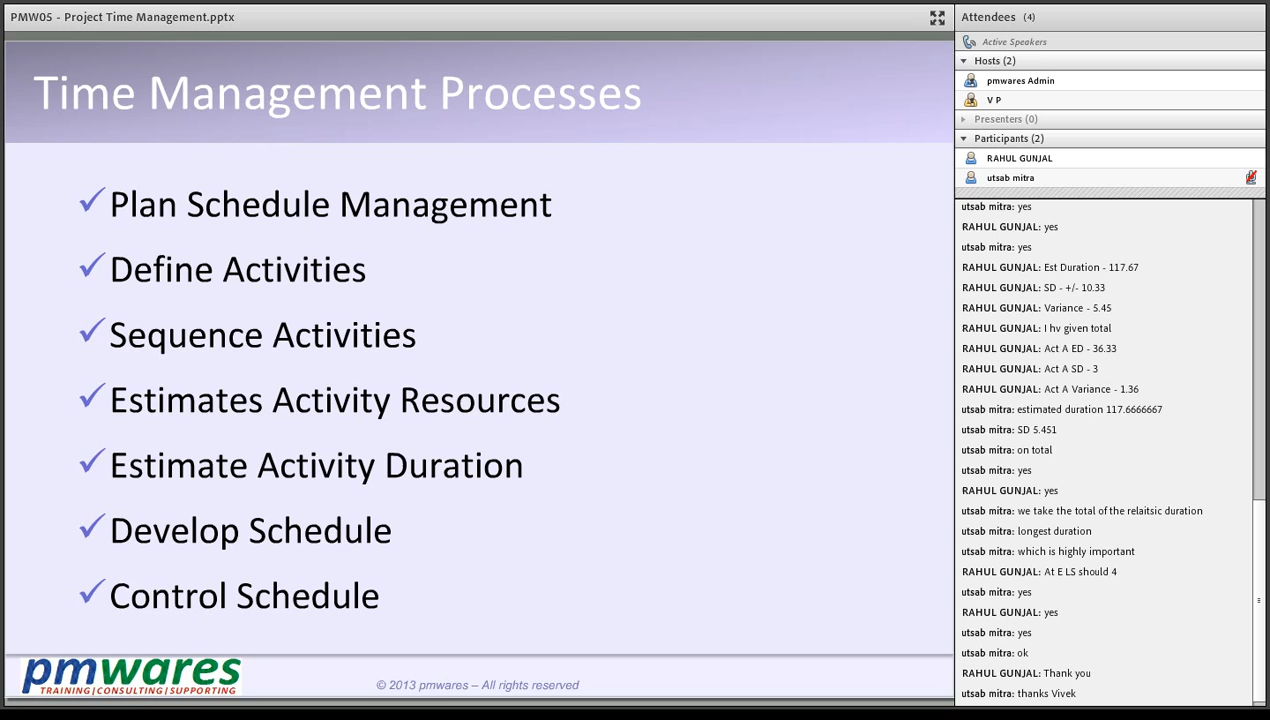 PMW05 - Project Time Management.pptx
Time Management Processes
Plan Schedule Management
Define Activities
Sequence Activities
Estimates Activity Resources
Estimate Activity Duration
Develop Schedule
Control Schedule
pmwares
TRAINING|CONSULTING|SUPPORTING
© 2013 pmwares – All rights reserved
Attendees (4)
Active Speakers
Hosts (2)
pmwares Admin
V P
Presenters (0)
Participants (2)
RAHUL GUNJAL
utsab mitra
utsab mitra: yes
RAHUL GUNJAL: yes
utsab mitra: yes
RAHUL GUNJAL: Est Duration - 117.67
RAHUL GUNJAL: SD - +/- 10.33
RAHUL GUNJAL: Variance - 5.45
RAHUL GUNJAL: I hv given total
RAHUL GUNJAL: Act A ED - 36.33
RAHUL GUNJAL: Act A SD - 3
RAHUL GUNJAL: Act A Variance - 1.36
utsab mitra: estimated duration 117.6666667
utsab mitra: SD 5.451
utsab mitra: on total
utsab mitra: yes
RAHUL GUNJAL: yes
utsab mitra: we take the total of the relaitsic duration
utsab mitra: longest duration
utsab mitra: which is highly important
RAHUL GUNJAL: At E LS should 4
utsab mitra: yes
RAHUL GUNJAL: yes
utsab mitra: yes
utsab mitra: ok
RAHUL GUNJAL: Thank you
utsab mitra: thanks Vivek